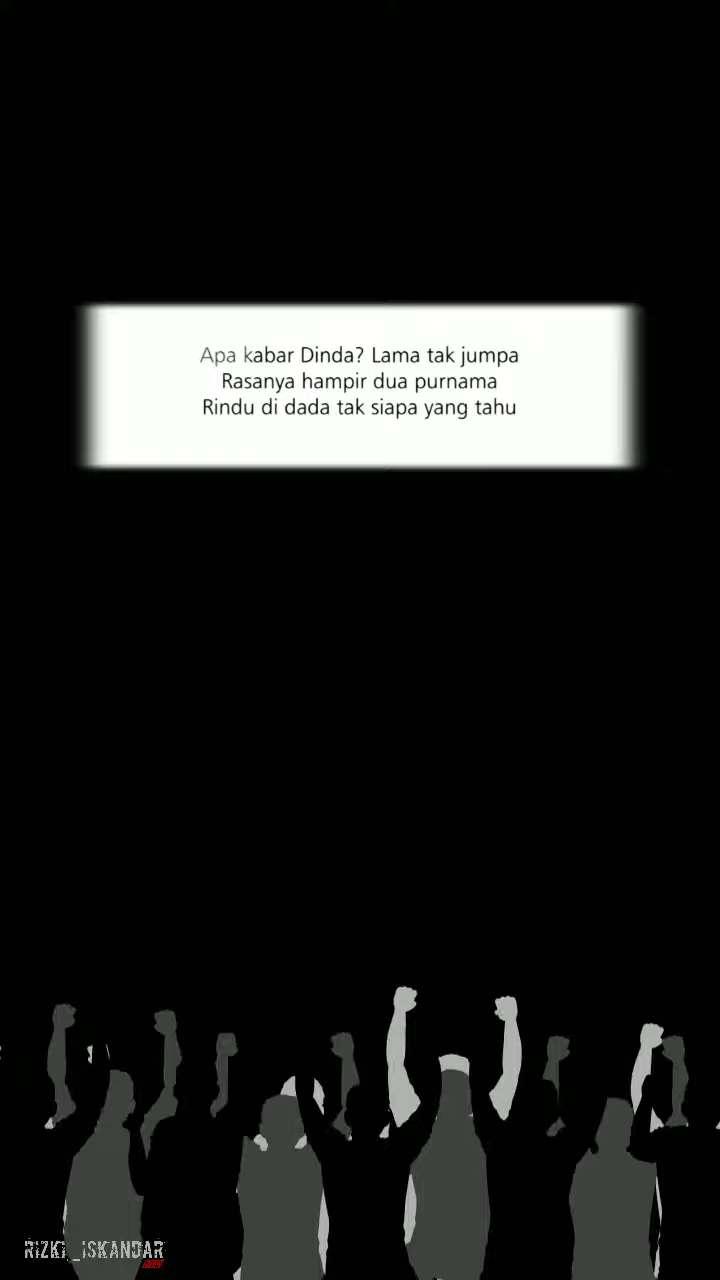 Apa kabar Dinda? Lama tak jumpa
Rasanya hampir dua purnama
Rindu di dada tak siapa yang tahu
RIZKI_ISKANDAR